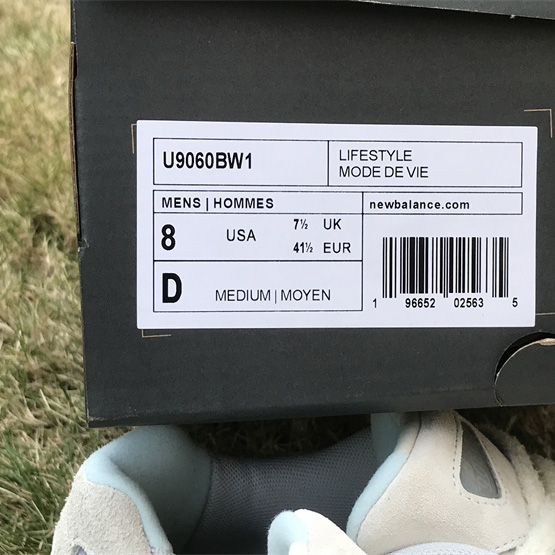 U9060BW1
LIFESTYLE
MODE DE VIE
MENS | HOMMES
newbalance.com
8 USA 7½ UK
41½ EUR
D MEDIUM | MOYEN
1 96652 02563 5